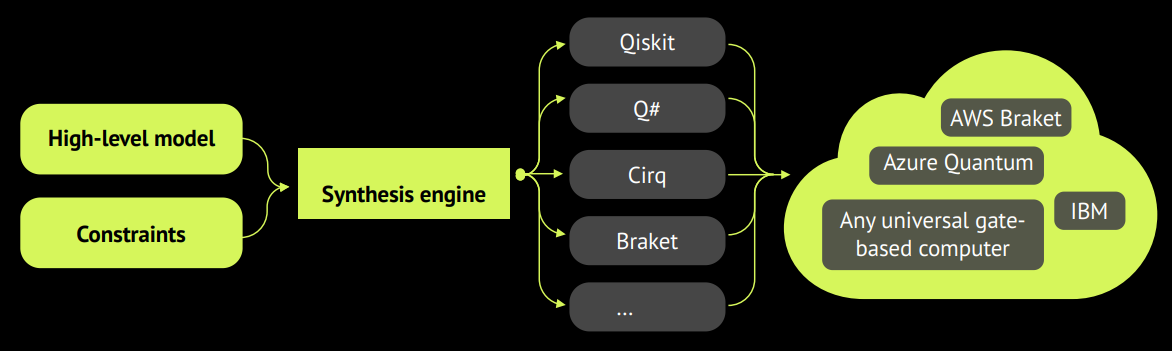 High-level model
Constraints
Synthesis engine
Qiskit
Q#
Cirq
Braket
...
AWS Braket
Azure Quantum
Any universal gate-
based computer
IBM